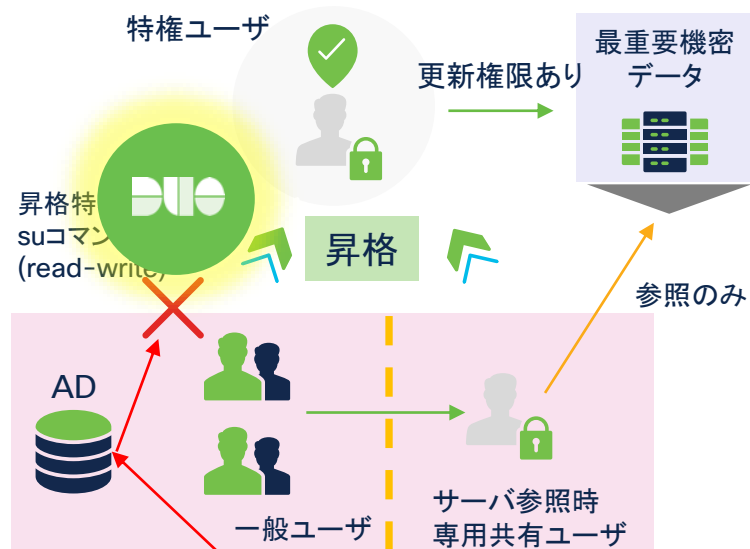 特権ユーザ
最重要機密
データ
更新権限あり
DUO
昇格特
suコマン
(read-write)
昇格
参照のみ
AD
一般ユーザ
サーバ参照時
専用共有ユーザ